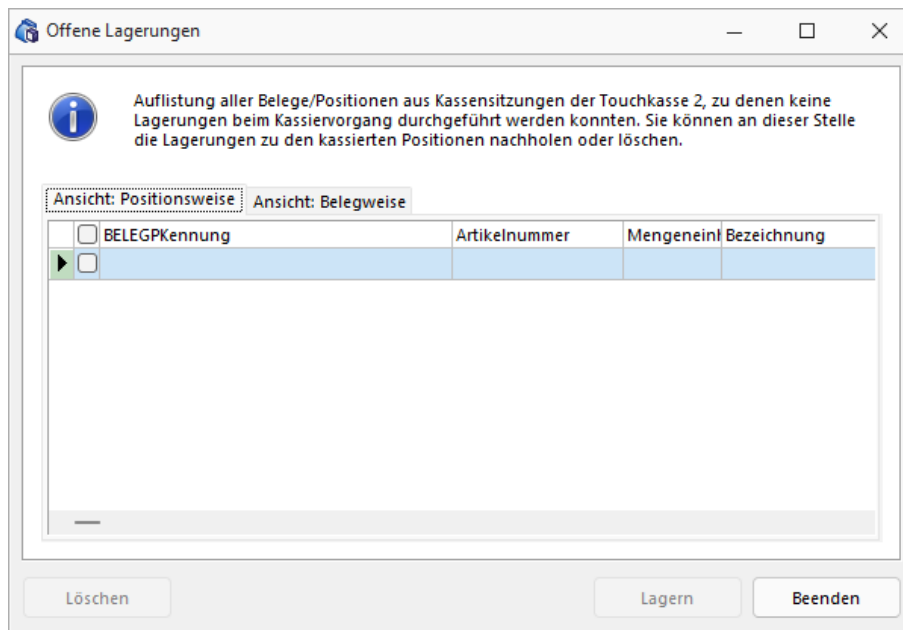 Offene Lagerungen
Auflistung aller Belege/Positionen aus Kassensitzungen der Touchkasse 2, zu denen keine
Lagerungen beim Kassiervorgang durchgeführt werden konnten. Sie können an dieser Stelle
die Lagerungen zu den kassierten Positionen nachholen oder löschen.
Ansicht: Positionsweise Ansicht: Belegweise
BELEGPKennung Artikelnummer Mengeneinh Bezeichnung
Löschen Lagern Beenden